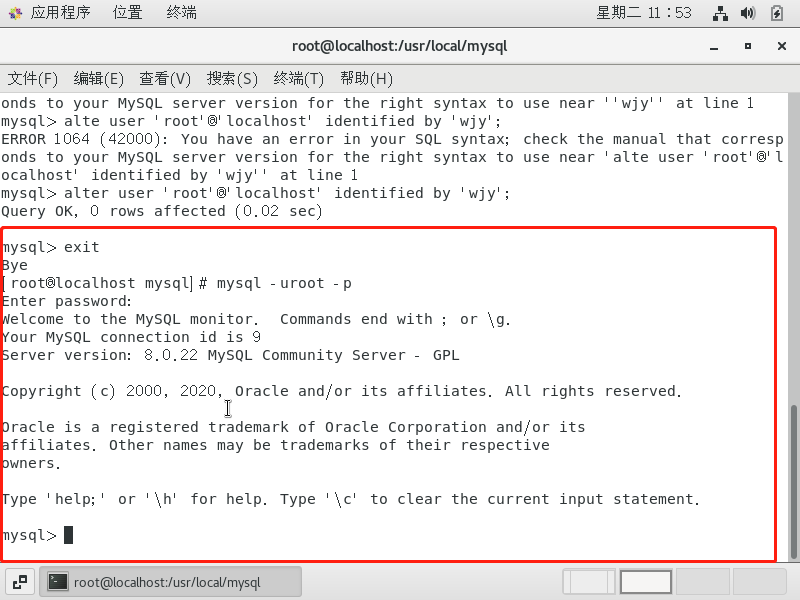 应用程序 位置 终端 星期二 11:53
root@localhost:/usr/local/mysql
文件(F) 编辑(E) 查看(V) 搜索(S) 终端(T) 帮助(H)
onds to your MySQL server version for the right syntax to use near ''wjy'' at line 1
mysql> alte user 'root'@'localhost' identified by 'wjy';
ERROR 1064 (42000): You have an error in your SQL syntax; check the manual that corresp
onds to your MySQL server version for the right syntax to use near 'alte user 'root'@'l
ocalhost' identified by 'wjy'' at line 1
mysql> alter user 'root'@'localhost' identified by 'wjy';
Query OK, 0 rows affected (0.02 sec)
mysql> exit
Bye
[root@localhost mysql]# mysql -uroot -p
Enter password:
Welcome to the MySQL monitor.  Commands end with ; or \g.
Your MySQL connection id is 9
Server version: 8.0.22 MySQL Community Server - GPL
Copyright (c) 2000, 2020, Oracle and/or its affiliates. All rights reserved.
Oracle is a registered trademark of Oracle Corporation and/or its
affiliates. Other names may be trademarks of their respective
owners.
Type 'help;' or '\h' for help. Type '\c' to clear the current input statement.
mysql>
root@localhost:/usr/local/mysql